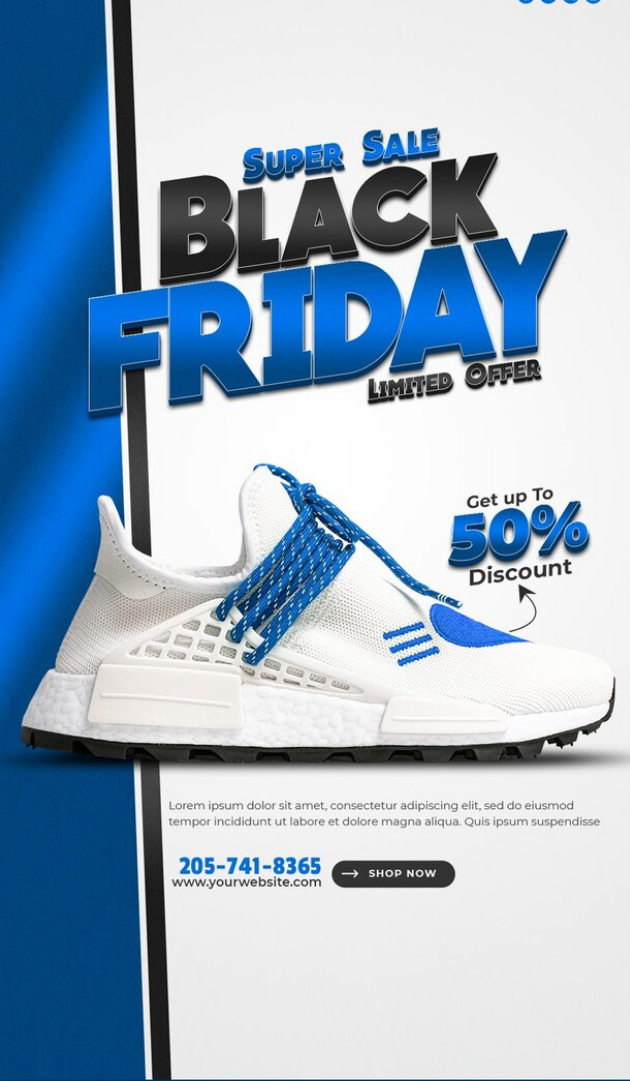 Super Sale
BLACK
FRIDAY
Limited Offer
Get up To
50%
Discount
Lorem ipsum dolor sit amet, consectetur adipiscing elit, sed do eiusmod
tempor incididunt ut labore et dolore magna aliqua. Quis ipsum suspendisse
205-741-8365
www.yourwebsite.com
SHOP NOW